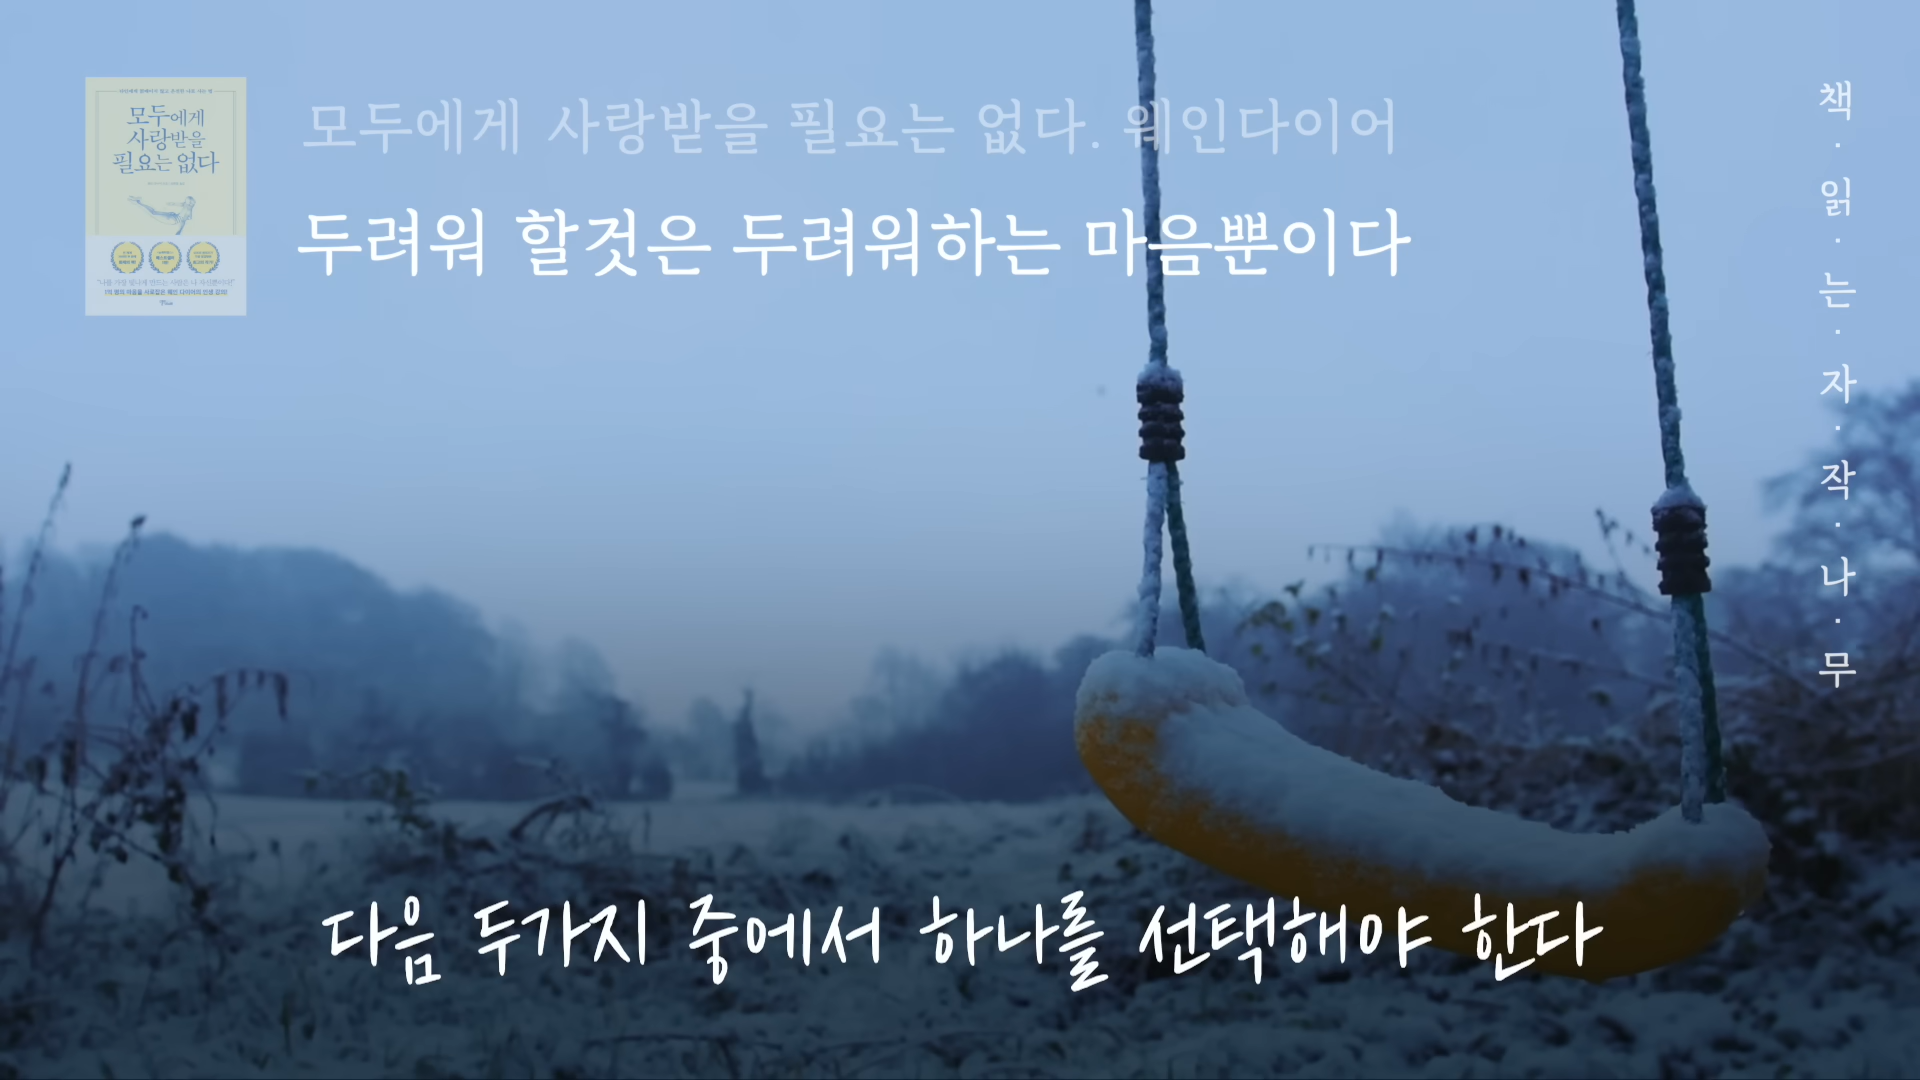 모두에게 사랑받을 필요는 없다. 웨인다이어
두려워 할것은 두려워하는 마음뿐이다
모두에게
사랑받을
필요는 없다
책·읽·는·자·작·나·무
다음 두가지 중에서 하나를 선택해야 한다